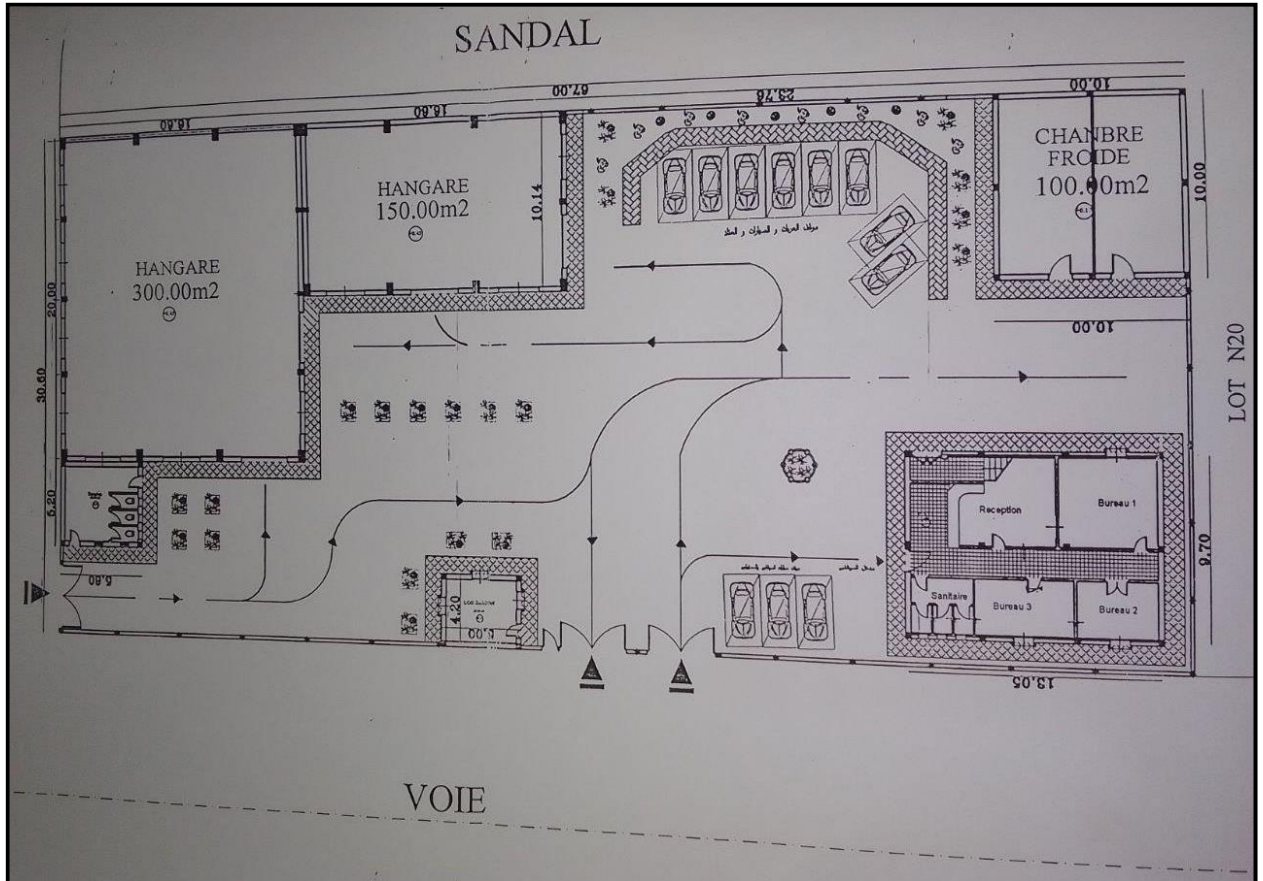 SANDAL
67.00
16.60
16.60
23.76
10.00
HANGARE
300.00m2
HANGARE
150.00m2
10.14
CHANBRE
FROIDE
100.00m2
10.00
10.00
20.00
30.60
5.20
5.60
LOT N20
Reception
Bureau 1
Sanitaire
Bureau 3
Bureau 2
9.70
13.05
4.20
VOIE